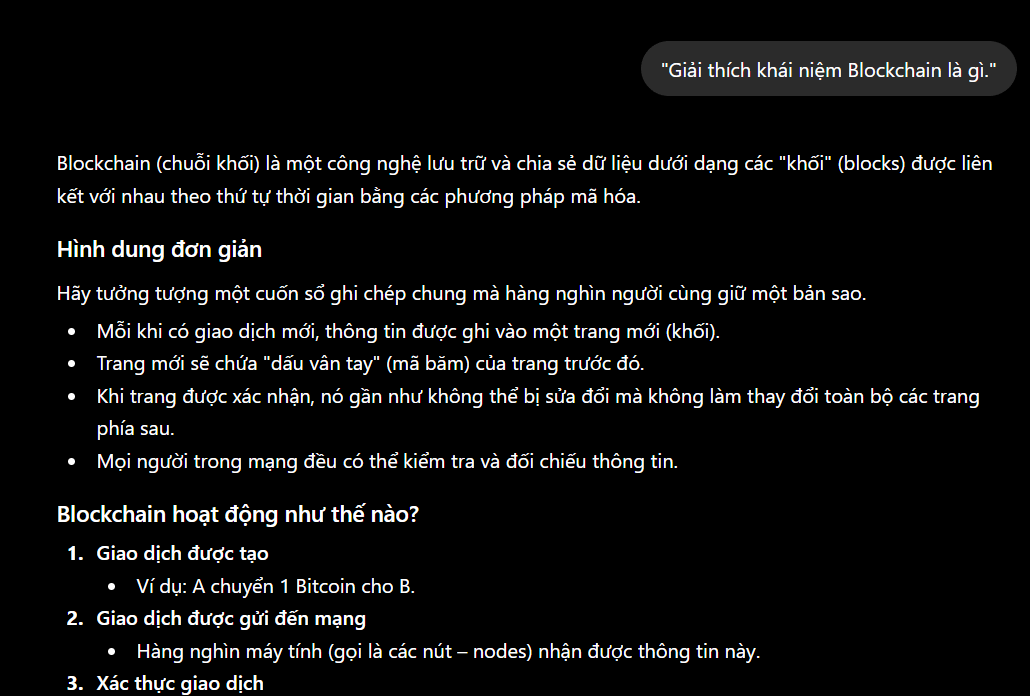 "Giải thích khái niệm Blockchain là gì."
Blockchain (chuỗi khối) là một công nghệ lưu trữ và chia sẻ dữ liệu dưới dạng các "khối" (blocks) được liên
kết với nhau theo thứ tự thời gian bằng các phương pháp mã hóa.
Hình dung đơn giản
Hãy tưởng tượng một cuốn sổ ghi chép chung mà hàng nghìn người cùng giữ một bản sao.
• Mỗi khi có giao dịch mới, thông tin được ghi vào một trang mới (khối).
• Trang mới sẽ chứa "dấu vân tay" (mã băm) của trang trước đó.
• Khi trang được xác nhận, nó gần như không thể bị sửa đổi mà không làm thay đổi toàn bộ các trang
phía sau.
• Mọi người trong mạng đều có thể kiểm tra và đối chiếu thông tin.
Blockchain hoạt động như thế nào?
1. Giao dịch được tạo
• Ví dụ: A chuyển 1 Bitcoin cho B.
2. Giao dịch được gửi đến mạng
• Hàng nghìn máy tính (gọi là các nút – nodes) nhận được thông tin này.
3. Xác thực giao dịch